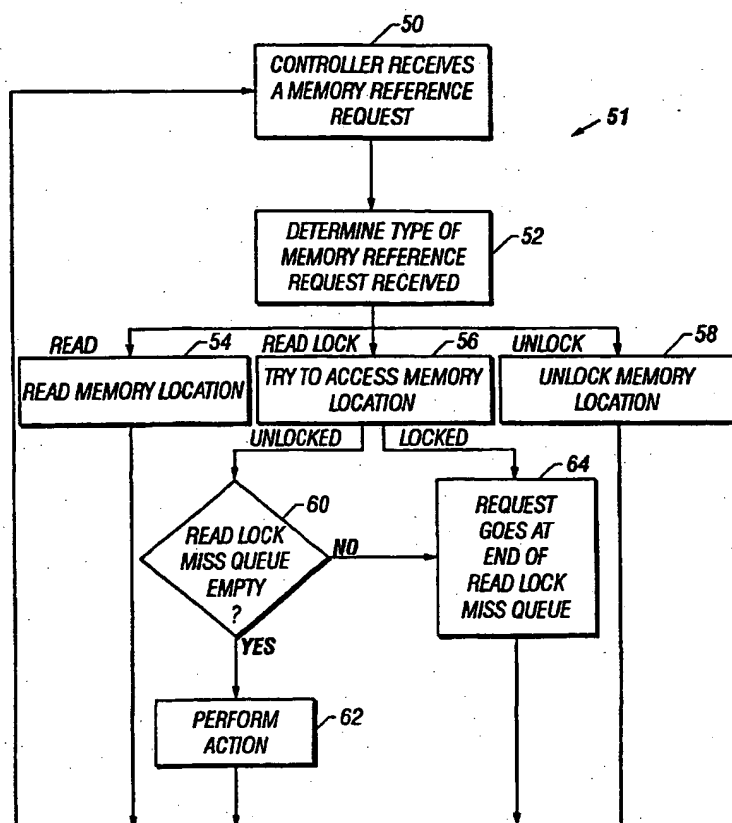 50
CONTROLLER RECEIVES
A MEMORY REFERENCE
REQUEST
51
DETERMINE TYPE OF
MEMORY REFERENCE
REQUEST RECEIVED
52
READ
54
READ MEMORY LOCATION
READ LOCK
56
TRY TO ACCESS MEMORY
LOCATION
UNLOCK
58
UNLOCK MEMORY
LOCATION
UNLOCKED
LOCKED
60
READ LOCK
MISS QUEUE
EMPTY
?
NO
YES
64
REQUEST
GOES AT
END OF
READ LOCK
MISS QUEUE
PERFORM
ACTION
62